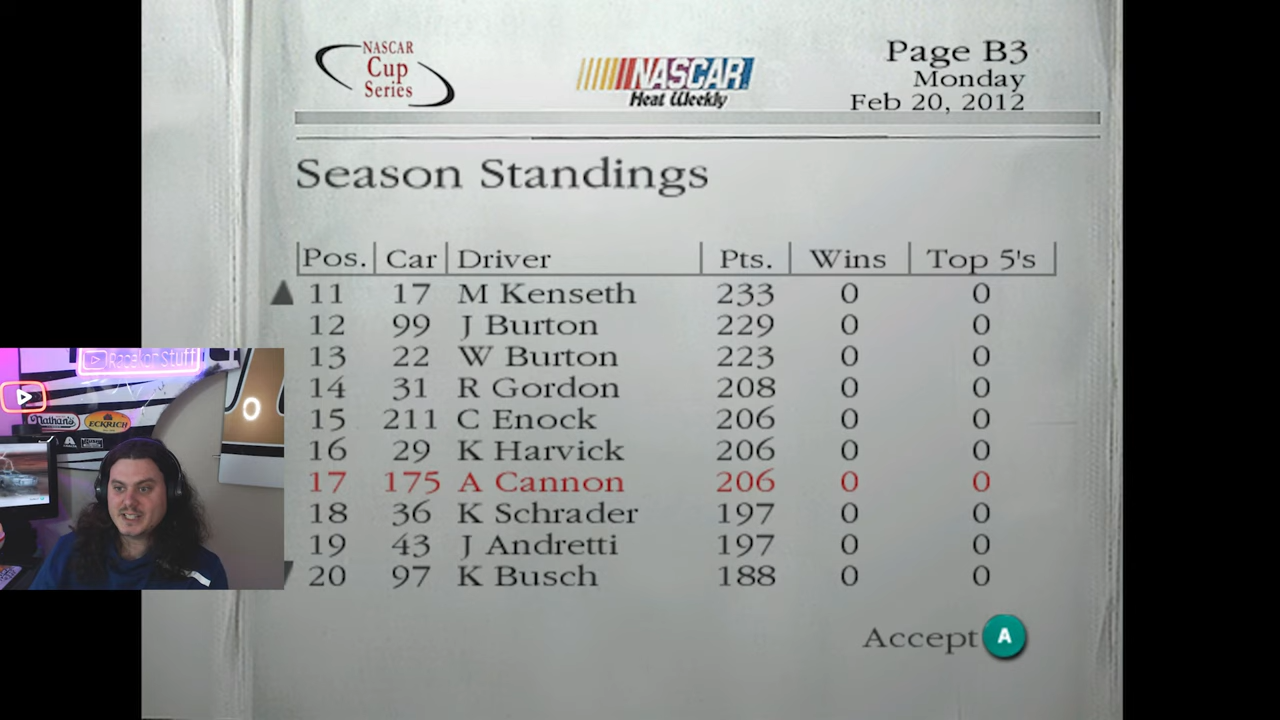 NASCAR
Cup
Series
NASCAR
Heat Weekly
Page B3
Monday
Feb 20, 2012
Season Standings
Pos. Car Driver Pts. Wins Top 5's
11 17 M Kenseth 233 0 0
12 99 J Burton 229 0 0
13 22 W Burton 223 0 0
14 31 R Gordon 208 0 0
15 211 C Enock 206 0 0
16 29 K Harvick 206 0 0
17 175 A Cannon 206 0 0
18 36 K Schrader 197 0 0
19 43 J Andretti 197 0 0
20 97 K Busch 188 0 0
Accept A
Nathan's
ECKRICH